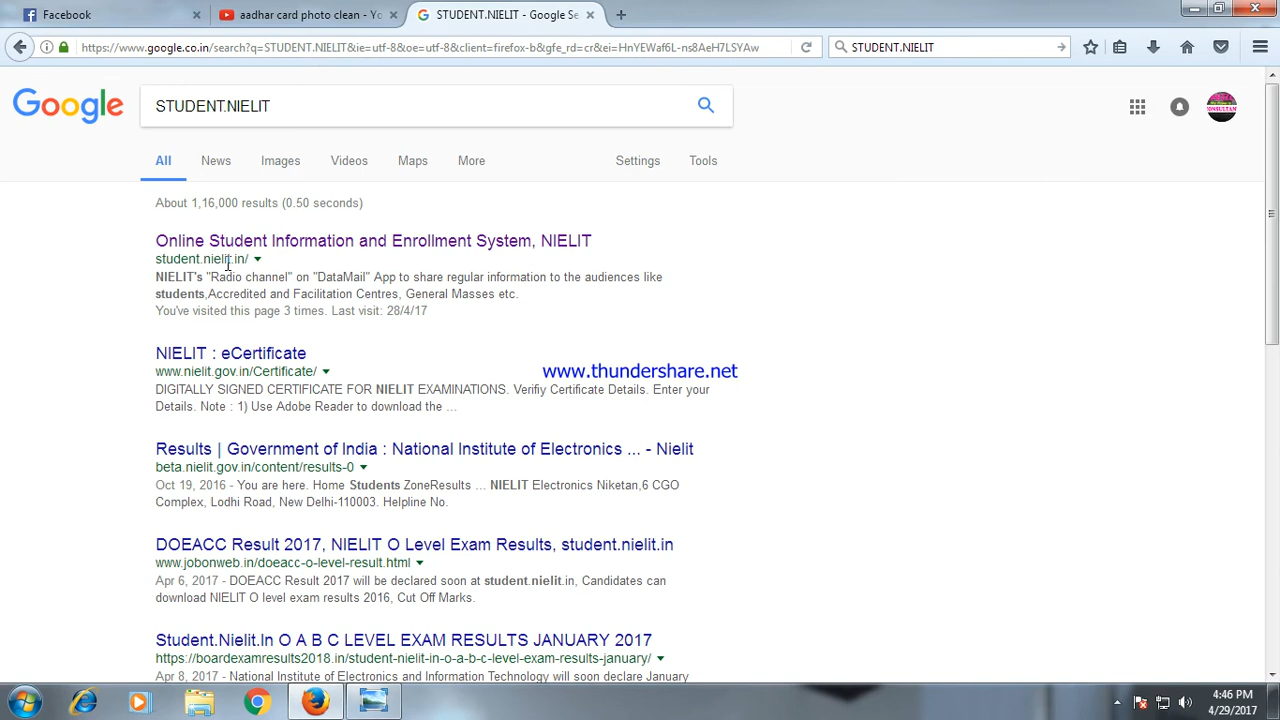 Facebook
aadhar card photo clean - Yo
STUDENT.NIELIT - Google Se
https://www.google.co.in/search?q=STUDENT.NIELIT&ie=utf-8&oe=utf-8&client=firefox-b&gfe_rd=cr&ei=HnYEWaf6L-ns8AeH7LSYAw
STUDENT.NIELIT
Google
STUDENT.NIELIT
All
News
Images
Videos
Maps
More
Settings
Tools
About 1,16,000 results (0.50 seconds)
Online Student Information and Enrollment System, NIELIT
student.nielit.in/
NIELIT's "Radio channel" on "DataMail" App to share regular information to the audiences like
students,Accredited and Facilitation Centres, General Masses etc.
You've visited this page 3 times. Last visit: 28/4/17
NIELIT : eCertificate
www.nielit.gov.in/Certificate/
www.thundershare.net
DIGITALLY SIGNED CERTIFICATE FOR NIELIT EXAMINATIONS. Verifiy Certificate Details. Enter your
Details. Note : 1) Use Adobe Reader to download the ...
Results | Government of India : National Institute of Electronics ... - Nielit
beta.nielit.gov.in/content/results-0
Oct 19, 2016 - You are here. Home Students ZoneResults ... NIELIT Electronics Niketan,6 CGO
Complex, Lodhi Road, New Delhi-110003. Helpline No.
DOEACC Result 2017, NIELIT O Level Exam Results, student.nielit.in
www.jobonweb.in/doeacc-o-level-result.html
Apr 6, 2017 - DOEACC Result 2017 will be declared soon at student.nielit.in, Candidates can
download NIELIT O level exam results 2016, Cut Off Marks.
Student.Nielit.In O A B C LEVEL EXAM RESULTS JANUARY 2017
https://boardexamresults2018.in/student-nielit-in-o-a-b-c-level-exam-results-january/
Apr 8, 2017 - National Institute of Electronics and Information Technology will soon declare January
4:46 PM
4/29/2017